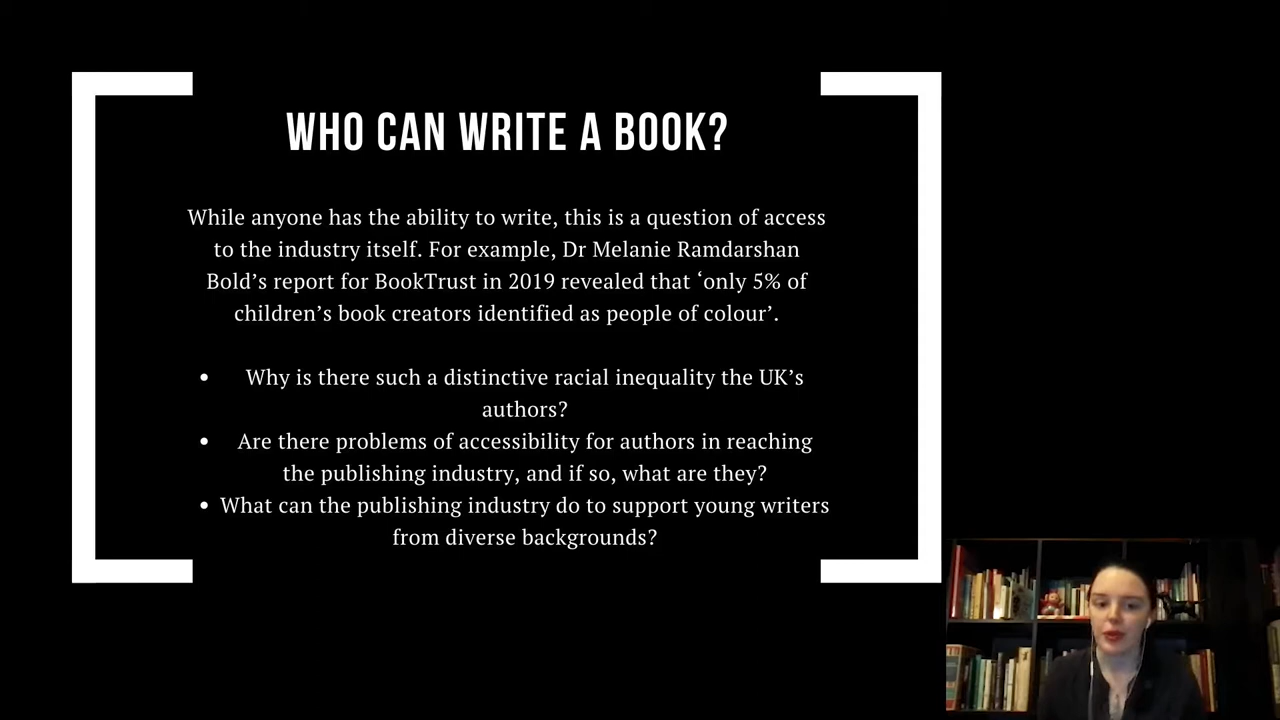 WHO CAN WRITE A BOOK?
While anyone has the ability to write, this is a question of access
to the industry itself. For example, Dr Melanie Ramdarshan
Bold’s report for BookTrust in 2019 revealed that ‘only 5% of
children’s book creators identified as people of colour’.
• Why is there such a distinctive racial inequality the UK’s
authors?
• Are there problems of accessibility for authors in reaching
the publishing industry, and if so, what are they?
• What can the publishing industry do to support young writers
from diverse backgrounds?